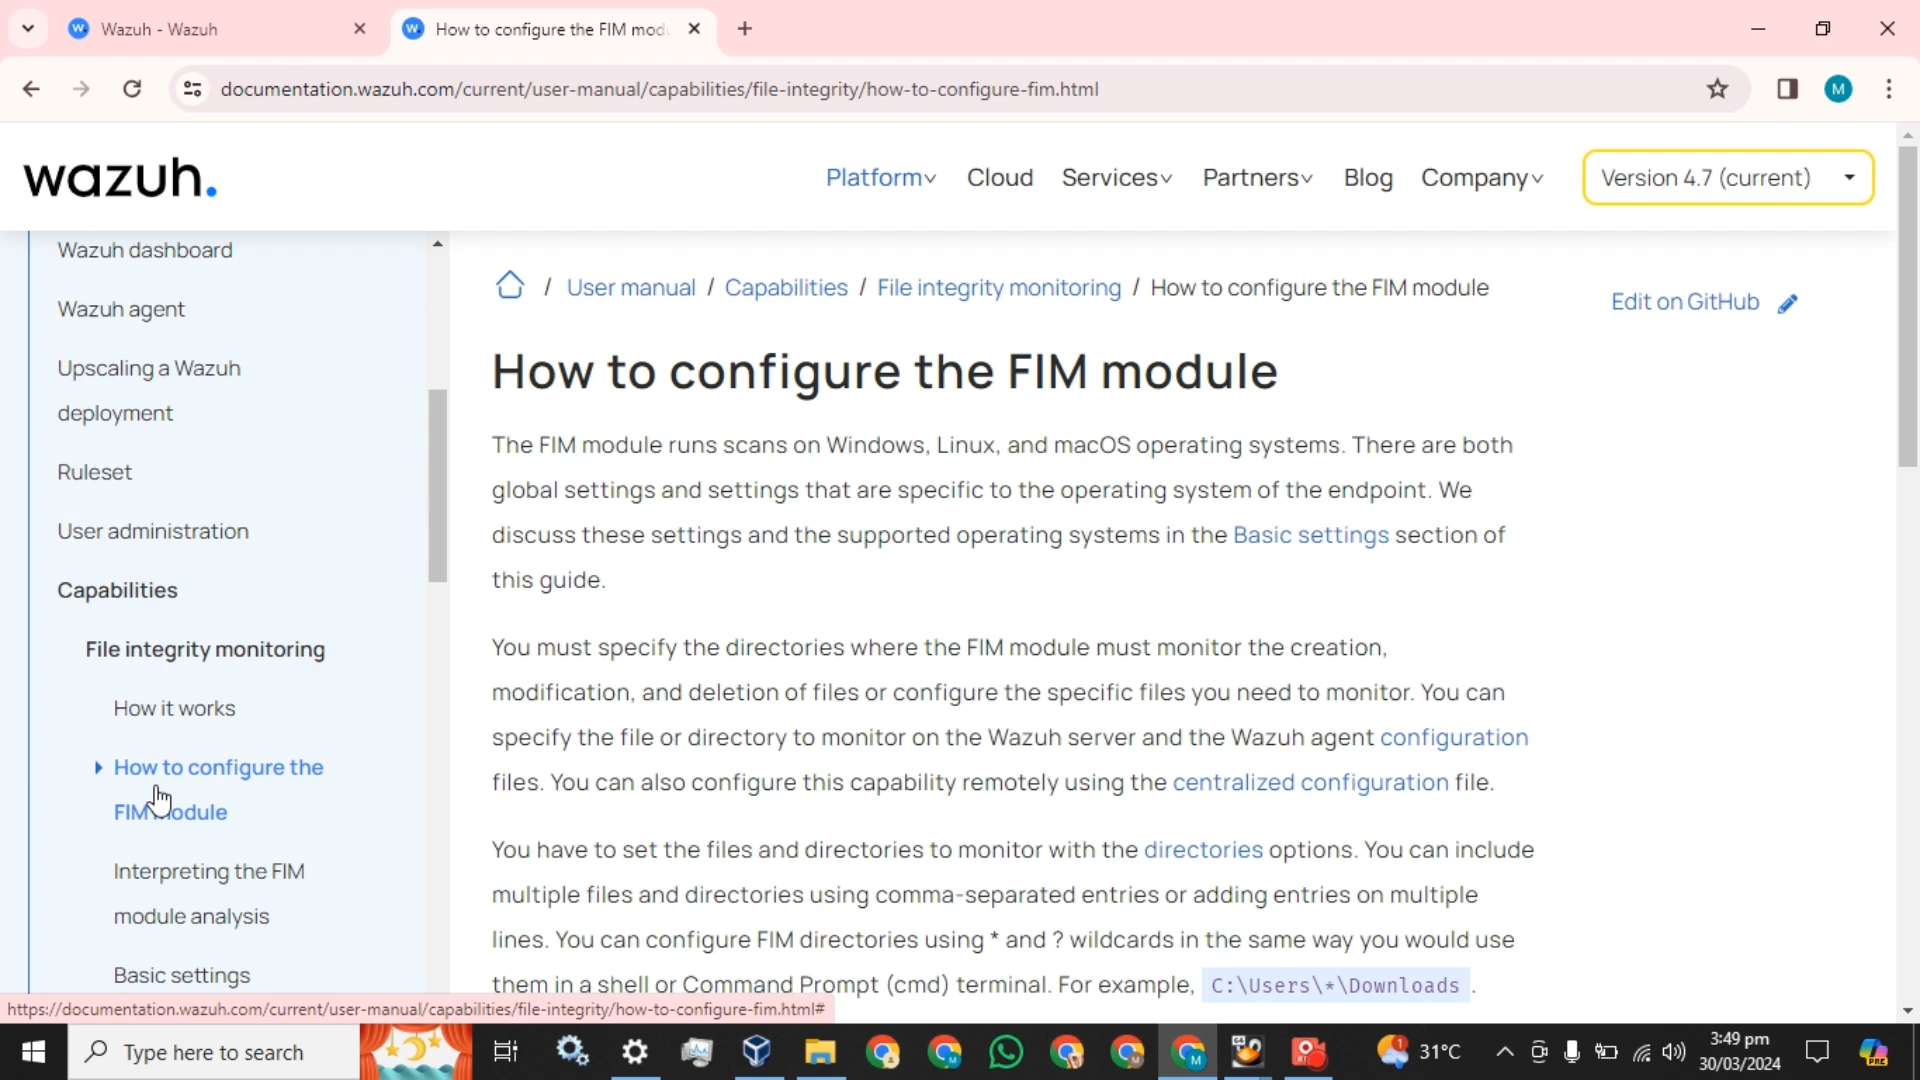 Wazuh - Wazuh
How to configure the FIM mod
documentation.wazuh.com/current/user-manual/capabilities/file-integrity/how-to-configure-fim.html
M
wazuh.
Platform
Cloud
Services
Partners
Blog
Company
Version 4.7 (current)
Wazuh dashboard
Wazuh agent
Upscaling a Wazuh
deployment
Ruleset
User administration
Capabilities
File integrity monitoring
How it works
How to configure the
FIM module
Interpreting the FIM
module analysis
Basic settings
/ User manual / Capabilities / File integrity monitoring / How to configure the FIM module
Edit on GitHub
How to configure the FIM module
The FIM module runs scans on Windows, Linux, and macOS operating systems. There are both
global settings and settings that are specific to the operating system of the endpoint. We
discuss these settings and the supported operating systems in the Basic settings section of
this guide.
You must specify the directories where the FIM module must monitor the creation,
modification, and deletion of files or configure the specific files you need to monitor. You can
specify the file or directory to monitor on the Wazuh server and the Wazuh agent configuration
files. You can also configure this capability remotely using the centralized configuration file.
You have to set the files and directories to monitor with the directories options. You can include
multiple files and directories using comma-separated entries or adding entries on multiple
lines. You can configure FIM directories using * and ? wildcards in the same way you would use
them in a shell or Command Prompt (cmd) terminal. For example, C:\Users\*\Downloads .
https://documentation.wazuh.com/current/user-manual/capabilities/file-integrity/how-to-configure-fim.html#
Type here to search
31°C
3:49 pm
30/03/2024